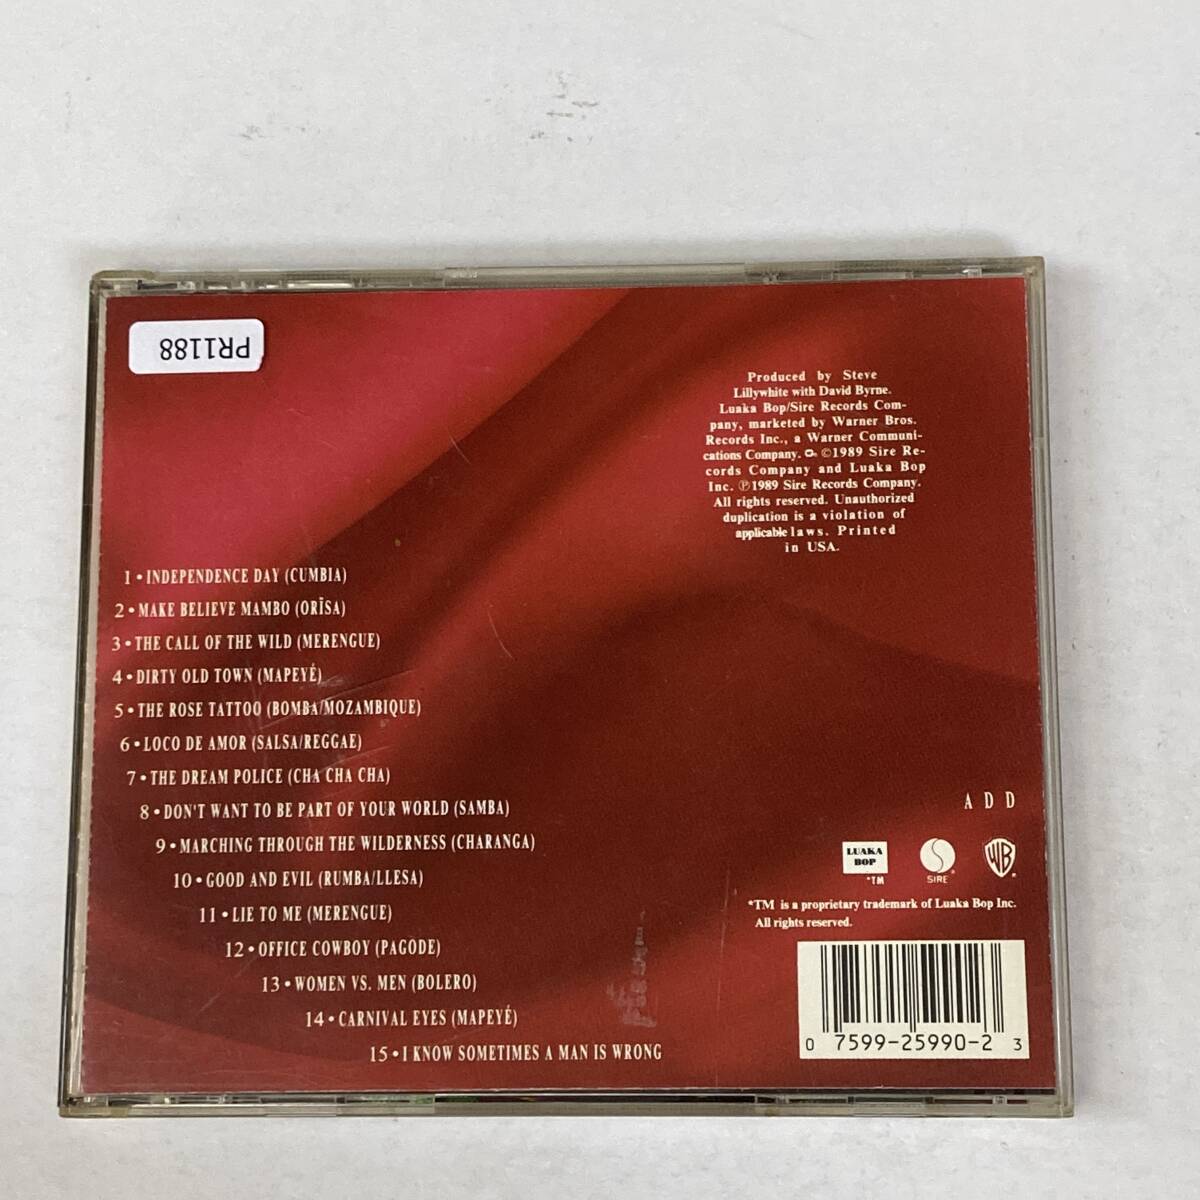 PR1188
Produced by Steve
Lillywhite with David Byrne.
Luaka Bop/Sire Records Com-
pany, marketed by Warner Bros.
Records Inc., a Warner Communi-
cations Company. ©1989 Sire Re-
cords Company and Luaka Bop
Inc. ℗1989 Sire Records Company.
All rights reserved. Unauthorized
duplication is a violation of
applicable laws. Printed
in USA.
1 • INDEPENDENCE DAY (CUMBIA)
2 • MAKE BELIEVE MAMBO (ORĪSA)
3 • THE CALL OF THE WILD (MERENGUE)
4 • DIRTY OLD TOWN (MAPEYÉ)
5 • THE ROSE TATTOO (BOMBA/MOZAMBIQUE)
6 • LOCO DE AMOR (SALSA/REGGAE)
7 • THE DREAM POLICE (CHA CHA CHA)
8 • DON'T WANT TO BE PART OF YOUR WORLD (SAMBA)
9 • MARCHING THROUGH THE WILDERNESS (CHARANGA)
10 • GOOD AND EVIL (RUMBA/LLESA)
11 • LIE TO ME (MERENGUE)
12 • OFFICE COWBOY (PAGODE)
13 • WOMEN VS. MEN (BOLERO)
14 • CARNIVAL EYES (MAPEYÉ)
15 • I KNOW SOMETIMES A MAN IS WRONG
A D D
LUAKA
BOP
*TM
SIRE
WB
*TM is a proprietary trademark of Luaka Bop Inc.
All rights reserved.
0 7599-25990-2 3